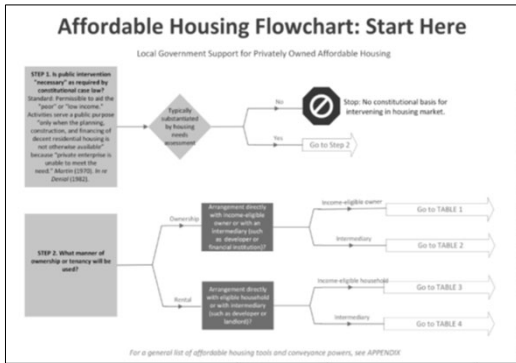 Affordable Housing Flowchart: Start Here
Local Government Support for Privately Owned Affordable Housing
STEP 1. Is public intervention
"necessary" as required by
constitutional case law?
Standard: Permissible to aid the
"poor" or "low income."
Activities serve a public purpose
"only when the planning,
construction, and financing of
decent residential housing is
not otherwise available"
because "private enterprise is
unable to meet the
need." Martin (1970). In re
Denial (1982).
Typically
substantiated
by housing
needs
assessment
No
Stop: No constitutional basis for
intervening in housing market.
Yes
Go to Step 2
STEP 2. What manner of
ownership or tenancy will be
used?
Ownership
Arrangement directly
with income-eligible
owner or with an
intermediary (such
as developer or
financial institution)?
Income-eligible owner
Go to TABLE 1
Intermediary
Go to TABLE 2
Rental
Arrangement directly
with eligible household
or with intermediary
(such as developer or
landlord)?
Income-eligible household
Go to TABLE 3
Intermediary
Go to TABLE 4
For a general list of affordable housing tools and conveyance powers, see APPENDIX